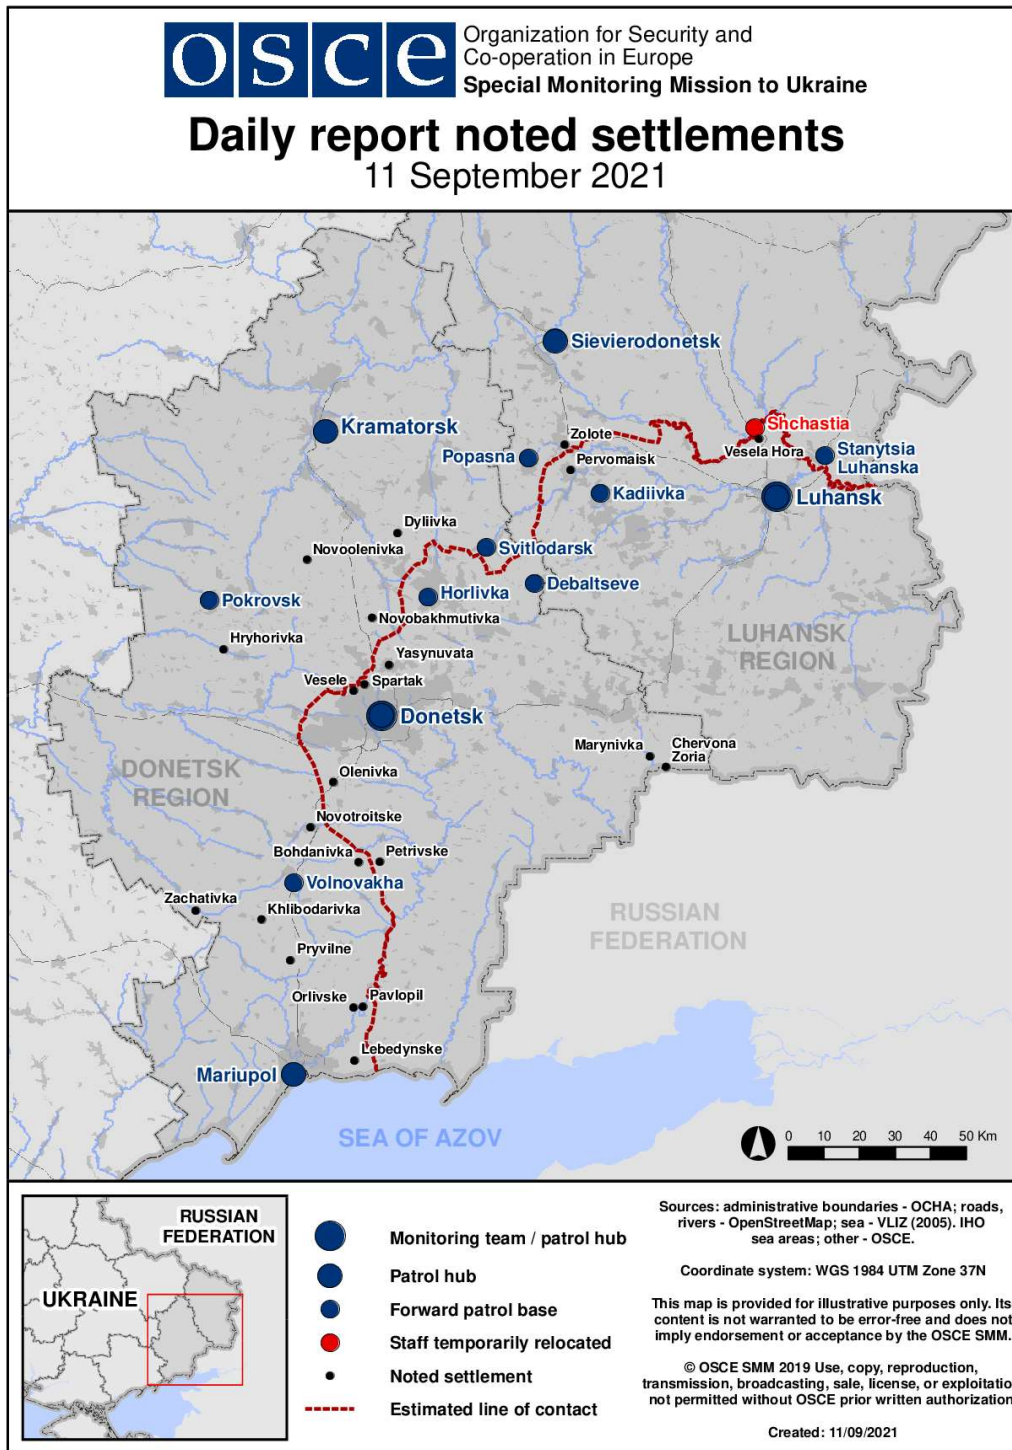 osce
Organization for Security and
Co-operation in Europe
Special Monitoring Mission to Ukraine
Daily report noted settlements
11 September 2021
Sievierodonetsk
Kramatorsk
Shchastia
Zolote
Vesela Hora
Popasna
Stanytsia
Luhanska
Pervomaisk
Kadiivka
Luhansk
Dyliivka
Svitlodarsk
Novoolenivka
Debaltseve
Horlivka
Pokrovsk
Novobakhmutivka
Hryhorivka
LUHANSK
REGION
Yasynuvata
Vesele
Spartak
Donetsk
Marynivka
Chervona
Zoria
DONETSK
REGION
Olenivka
Novotroitske
Bohdanivka
Petrivske
Volnovakha
Zachativka
Khlibodarivka
RUSSIAN
FEDERATION
Pryvilne
Orlivske
Pavlopil
Lebedynske
Mariupol
SEA OF AZOV
0 10 20 30 40 50 Km
RUSSIAN
FEDERATION
UKRAINE
Monitoring team / patrol hub
Patrol hub
Forward patrol base
Staff temporarily relocated
Noted settlement
Estimated line of contact
Sources: administrative boundaries - OCHA; roads,
rivers - OpenStreetMap; sea - VLIZ (2005). IHO
sea areas; other - OSCE.
Coordinate system: WGS 1984 UTM Zone 37N
This map is provided for illustrative purposes only. Its
content is not warranted to be error-free and does not
imply endorsement or acceptance by the OSCE SMM.
© OSCE SMM 2019 Use, copy, reproduction,
transmission, broadcasting, sale, license, or exploitatio
not permitted without OSCE prior written authorization
Created: 11/09/2021